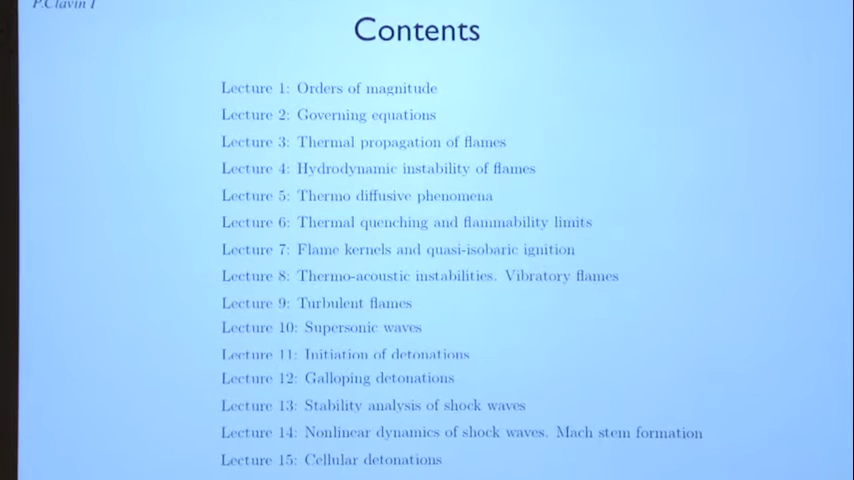 P.Clavin I
Contents
Lecture 1: Orders of magnitude
Lecture 2: Governing equations
Lecture 3: Thermal propagation of flames
Lecture 4: Hydrodynamic instability of flames
Lecture 5: Thermo diffusive phenomena
Lecture 6: Thermal quenching and flammability limits
Lecture 7: Flame kernels and quasi-isobaric ignition
Lecture 8: Thermo-acoustic instabilities. Vibratory flames
Lecture 9: Turbulent flames
Lecture 10: Supersonic waves
Lecture 11: Initiation of detonations
Lecture 12: Galloping detonations
Lecture 13: Stability analysis of shock waves
Lecture 14: Nonlinear dynamics of shock waves. Mach stem formation
Lecture 15: Cellular detonations